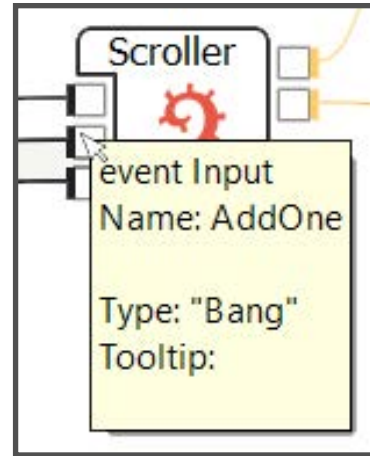 Scroller
event Input
Name: AddOne
Type: "Bang"
Tooltip: